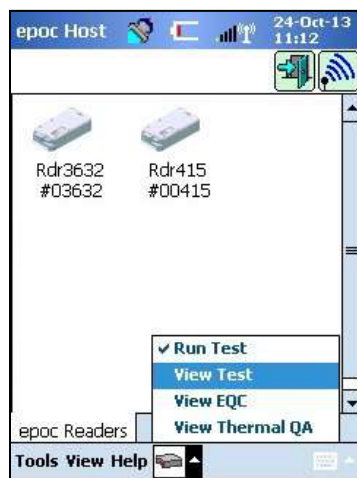 epoc Host
24-Oct-13
11:12
Rdr3632 Rdr415
#03632 #00415
Run Test
View Test
View EQC
View Thermal QA
epoc Readers
Tools View Help